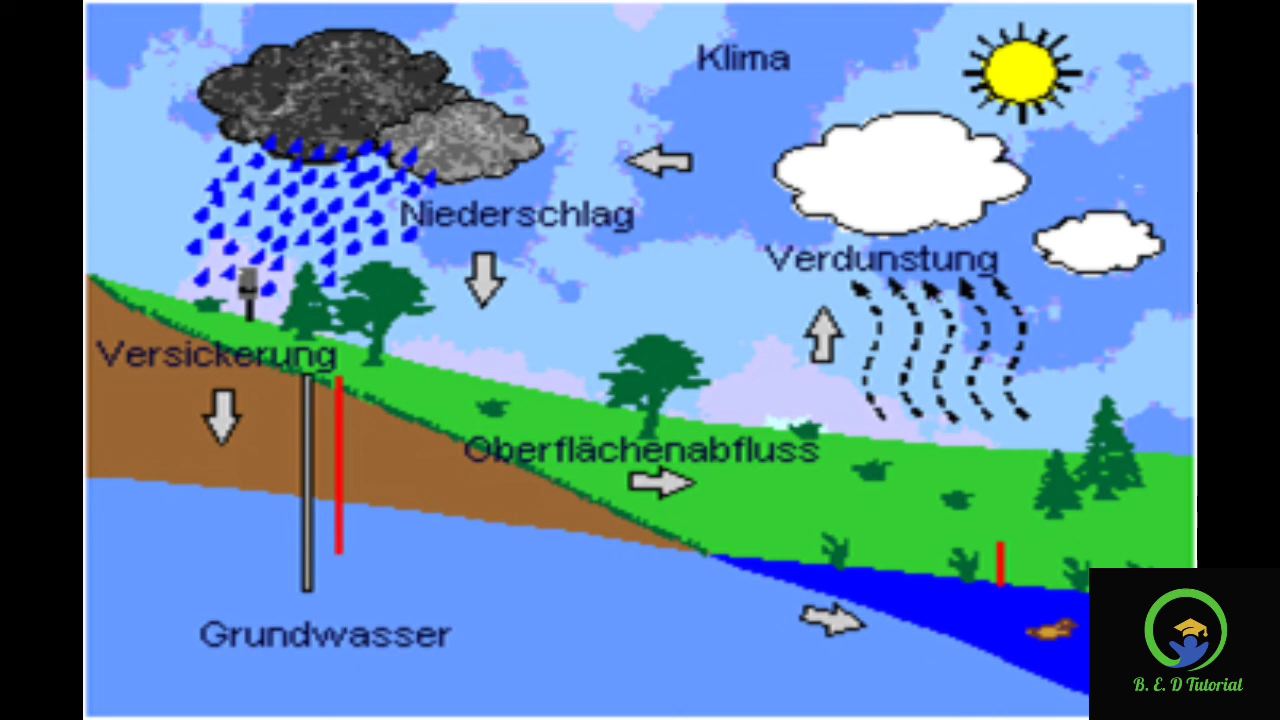 Klima
Niederschlag
Verdunstung
Versickerung
Oberflächenabfluss
Grundwasser
B. E. D Tutorial